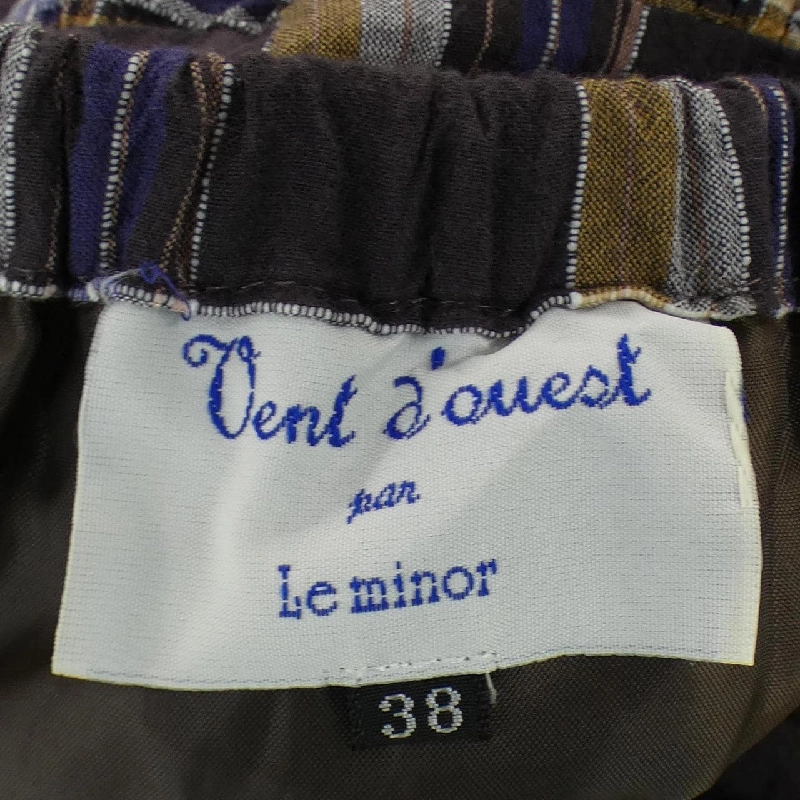 Vent d'ouest
par
Le minor
38